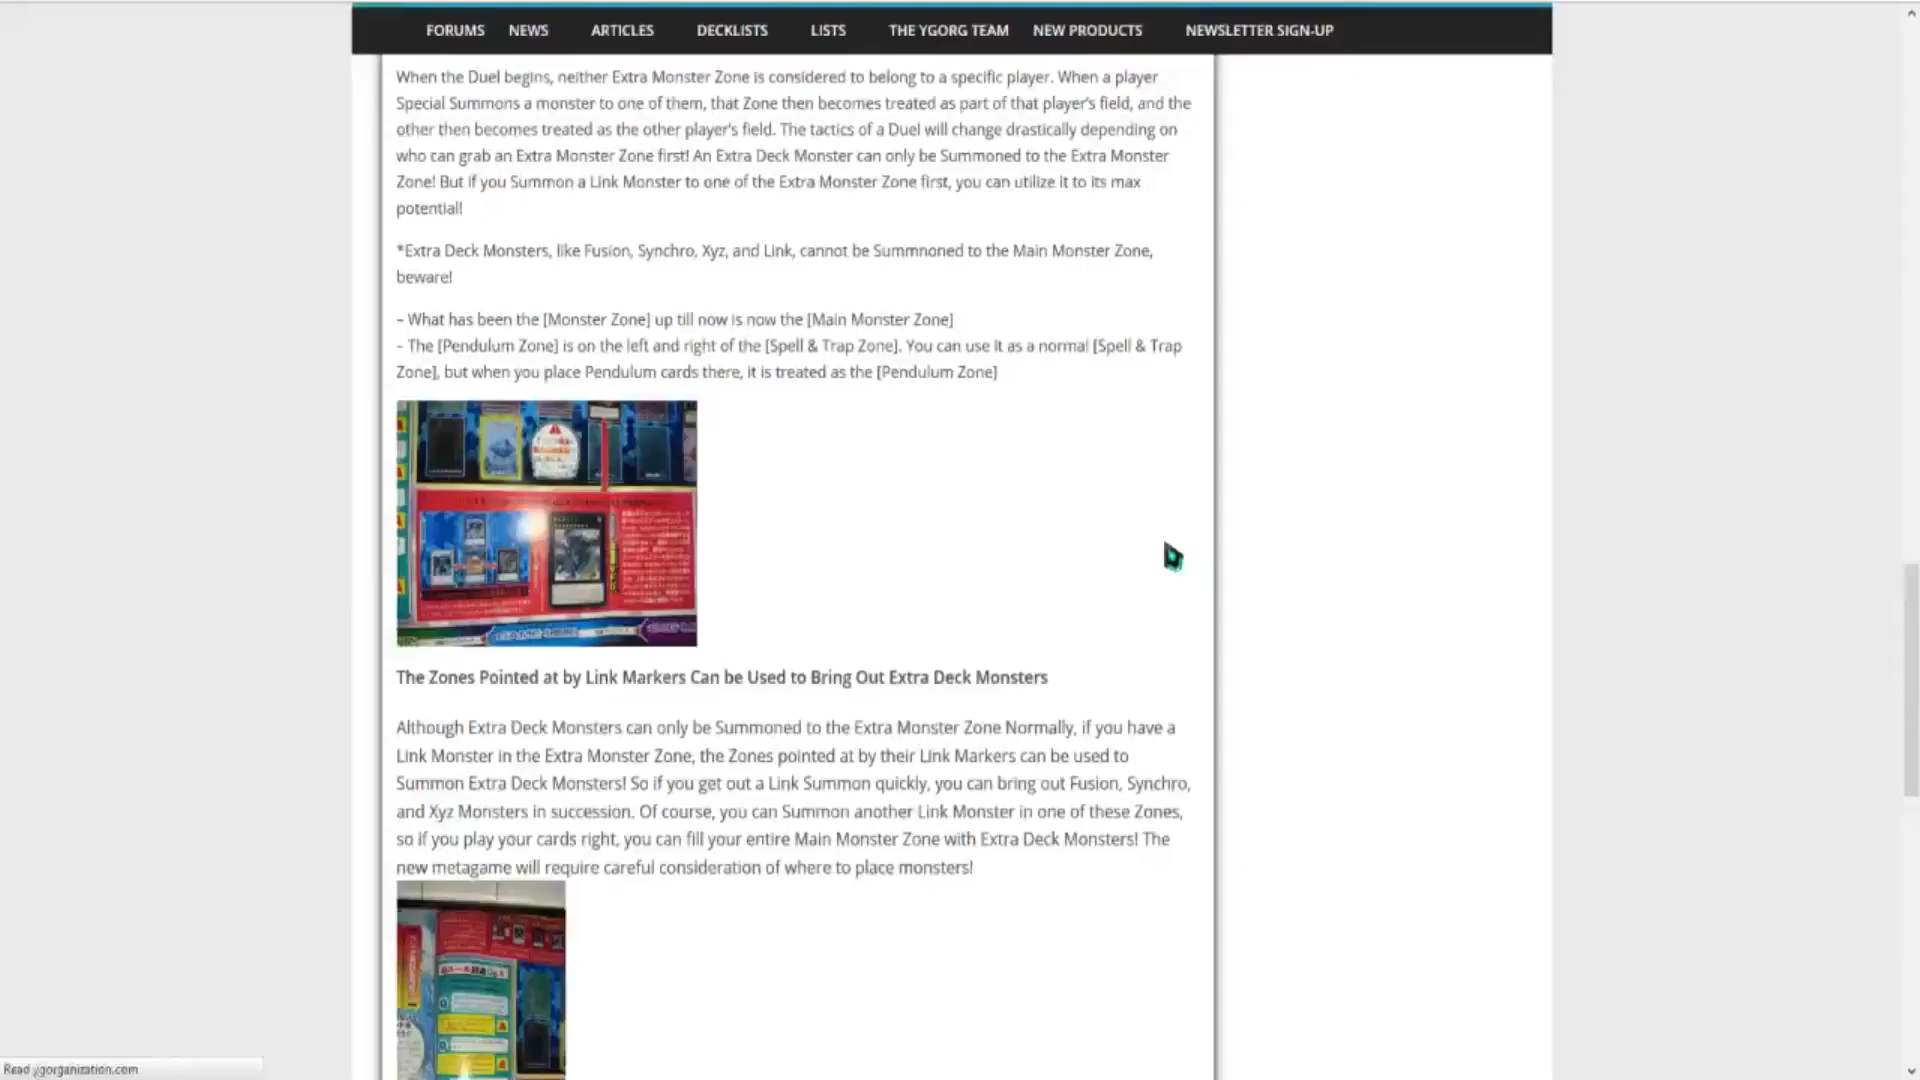 FORUMS NEWS ARTICLES DECKLISTS LISTS THE YGORG TEAM NEW PRODUCTS NEWSLETTER SIGN-UP
When the Duel begins, neither Extra Monster Zone is considered to belong to a specific player. When a player
Special Summons a monster to one of them, that Zone then becomes treated as part of that player's field, and the
other then becomes treated as the other player's field. The tactics of a Duel will change drastically depending on
who can grab an Extra Monster Zone first! An Extra Deck Monster can only be Summoned to the Extra Monster
Zone! But if you Summon a Link Monster to one of the Extra Monster Zone first, you can utilize it to its max
potential!
*Extra Deck Monsters, like Fusion, Synchro, Xyz, and Link, cannot be Summnoned to the Main Monster Zone,
beware!
– What has been the [Monster Zone] up till now is now the [Main Monster Zone]
– The [Pendulum Zone] is on the left and right of the [Spell & Trap Zone]. You can use it as a normal [Spell & Trap
Zone], but when you place Pendulum cards there, it is treated as the [Pendulum Zone]
The Zones Pointed at by Link Markers Can be Used to Bring Out Extra Deck Monsters
Although Extra Deck Monsters can only be Summoned to the Extra Monster Zone Normally, if you have a
Link Monster in the Extra Monster Zone, the Zones pointed at by their Link Markers can be used to
Summon Extra Deck Monsters! So if you get out a Link Summon quickly, you can bring out Fusion, Synchro,
and Xyz Monsters in succession. Of course, you can Summon another Link Monster in one of these Zones,
so if you play your cards right, you can fill your entire Main Monster Zone with Extra Deck Monsters! The
new metagame will require careful consideration of where to place monsters!
Read ygorganization.com